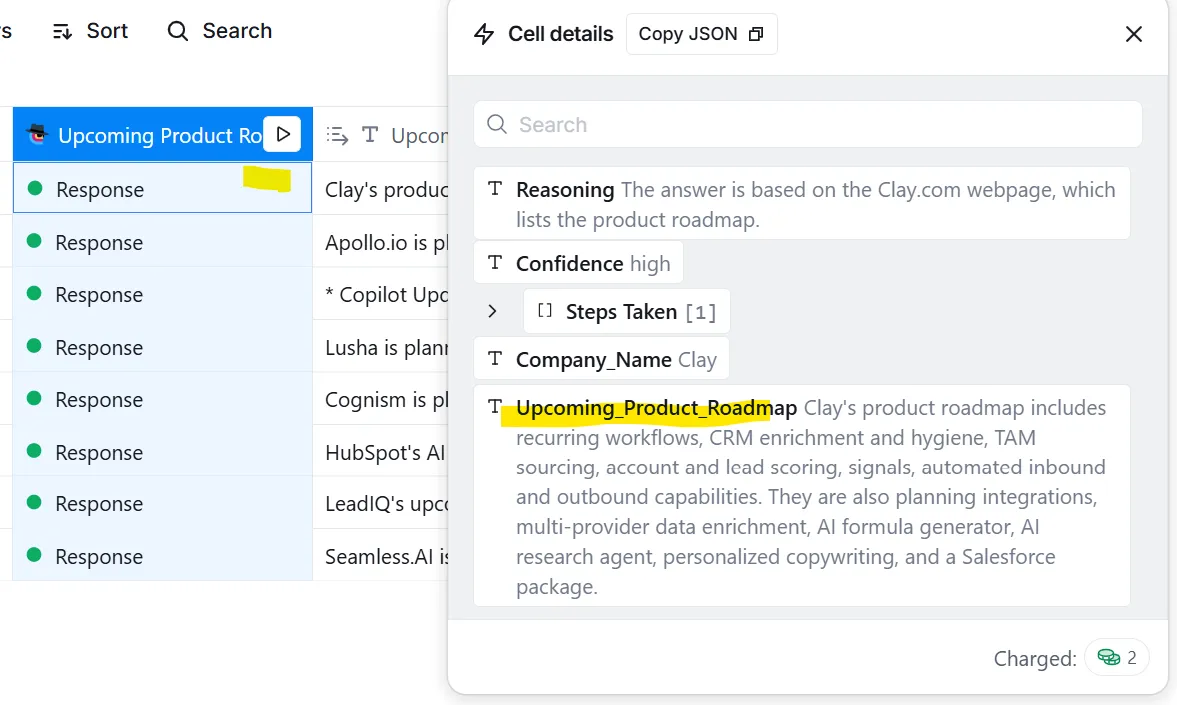 s Sort Search
Upcoming Product Ro Upcom
Response Clay's produc
Response Apollo.io is pl
Response * Copilot Upd
Response Lusha is plann
Response Cognism is pl
Response HubSpot's AI
Response LeadIQ's upco
Response Seamless.AI is
Cell details Copy JSON
Search
Reasoning The answer is based on the Clay.com webpage, which
lists the product roadmap.
Confidence high
[] Steps Taken [1]
Company_Name Clay
Upcoming_Product_Roadmap Clay's product roadmap includes
recurring workflows, CRM enrichment and hygiene, TAM
sourcing, account and lead scoring, signals, automated inbound
and outbound capabilities. They are also planning integrations,
multi-provider data enrichment, AI formula generator, AI
research agent, personalized copywriting, and a Salesforce
package.
Charged: 2